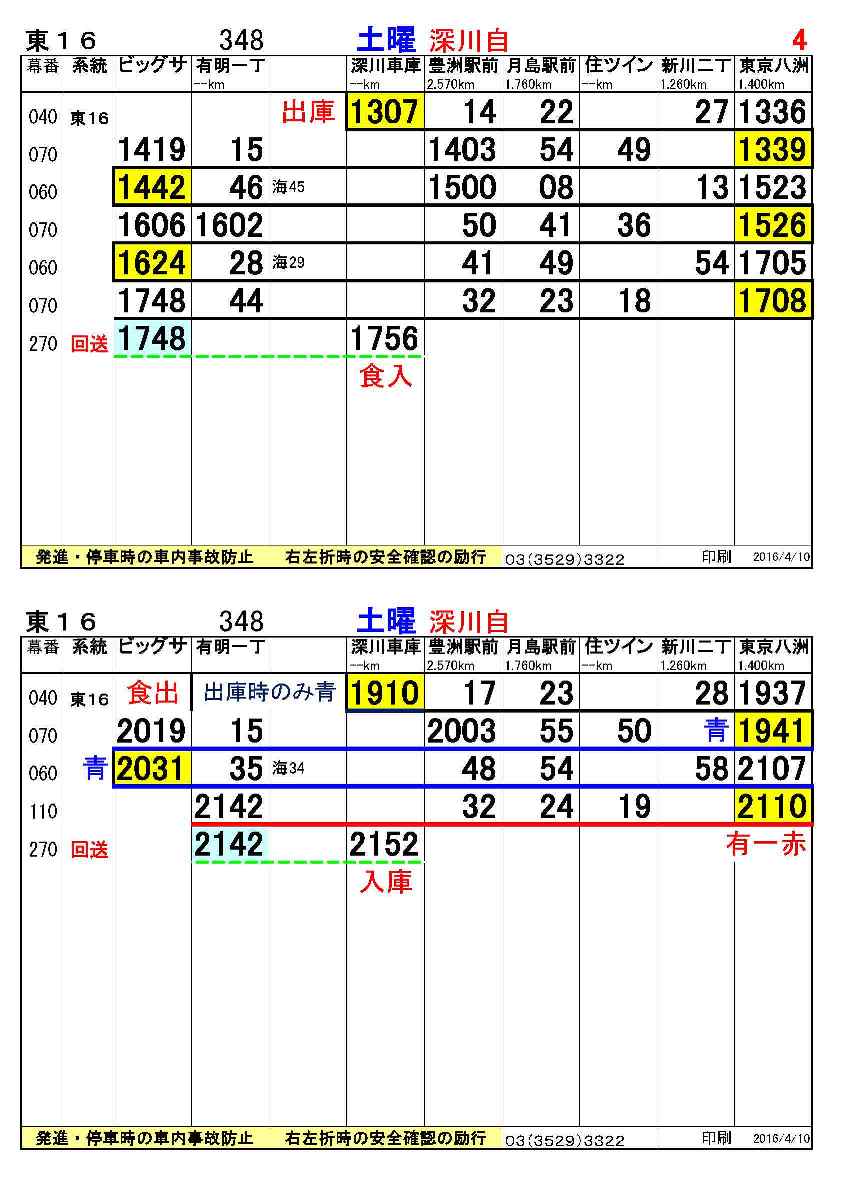 東16 348 土曜 深川自 4
幕番 系統 ビッグサ 有明一丁 深川車庫 豊洲駅前 月島駅前 住ツイン 新川二丁 東京八洲
--km --km 2.570km 1.760km --km 1.260km 1.400km
040 東16 出庫 1307 14 22 27 1336
070 1419 15 1403 54 49 1339
060 1442 46 海45 1500 08 13 1523
070 1606 1602 50 41 36 1526
060 1624 28 海29 41 49 54 1705
070 1748 44 32 23 18 1708
270 回送 1748 1756
食入
発進・停車時の車内事故防止 右左折時の安全確認の励行 03(3529)3322 印刷 2016/4/10
東16 348 土曜 深川自
幕番 系統 ビッグサ 有明一丁 深川車庫 豊洲駅前 月島駅前 住ツイン 新川二丁 東京八洲
--km 2.570km 1.760km --km 1.260km 1.400km
040 東16 食出 出庫時のみ青 1910 17 23 28 1937
070 2019 15 2003 55 50 青 1941
060 青 2031 35 海34 48 54 58 2107
110 2142 32 24 19 2110
270 回送 2142 2152 有一赤
入庫
発進・停車時の車内事故防止 右左折時の安全確認の励行 03(3529)3322 印刷 2016/4/10